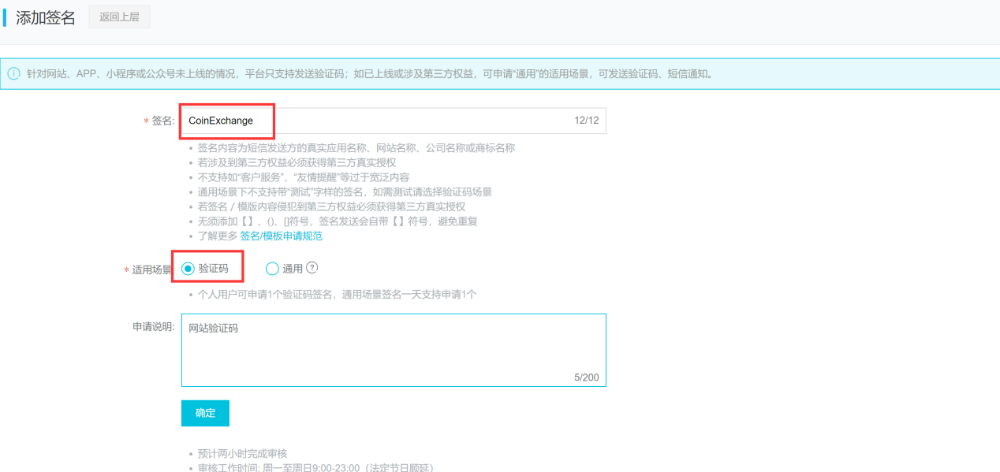 添加签名 返回上层
针对网站、APP、小程序或公众号未上线的情况，平台只支持发送验证码；如已上线或涉及第三方权益，可申请“通用”的适用场景，可发送验证码、短信通知。
* 签名: CoinExchange 12/12
• 签名内容为短信发送方的真实应用名称、网站名称、公司名称或商标名称
• 若涉及到第三方权益必须获得第三方真实授权
• 不支持如“客户服务”、“友情提醒”等过于宽泛内容
• 通用场景下不支持带“测试”字样的签名，如需测试请选择验证码场景
• 若签名 / 模版内容侵犯到第三方权益必须获得第三方真实授权
• 无须添加【 】、()、[]符号，签名发送会自带【 】符号，避免重复
• 了解更多 签名/模板申请规范
* 适用场景 验证码 通用 ?
• 个人用户可申请1个验证码签名，通用场景签名一天支持申请1个
申请说明: 网站验证码
5/200
确定
• 预计两小时完成审核
• 审核工作时间: 周一至周日9:00-23:00（法定节日顺延）